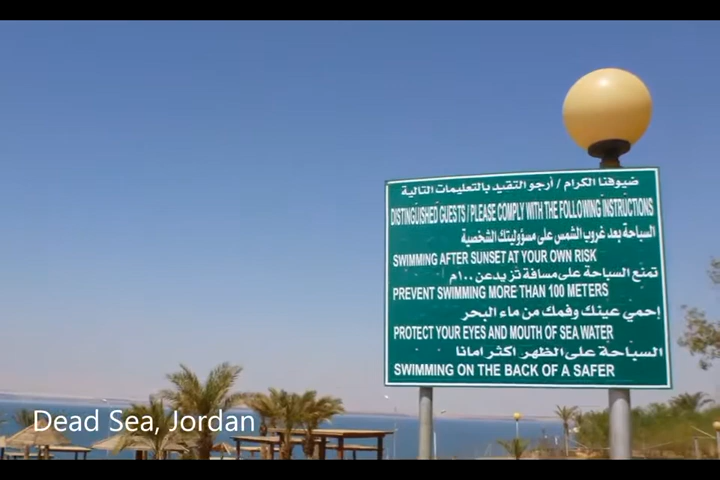 ضيوفنا الكرام / أرجو التقيد بالتعليمات التالية
DISTINGUISHED GUESTS / PLEASE COMPLY WITH THE FOLLOWING INSTRUCTIONS
السباحة بعد غروب الشمس على مسؤوليتك الشخصية
SWIMMING AFTER SUNSET AT YOUR OWN RISK
تمنع السباحة على مسافة تزيد عن ١٠٠م
PREVENT SWIMMING MORE THAN 100 METERS
إحمي عينك وفمك من ماء البحر
PROTECT YOUR EYES AND MOUTH OF SEA WATER
السباحة على الظهر اكثر امانا
SWIMMING ON THE BACK OF A SAFER
Dead Sea, Jordan